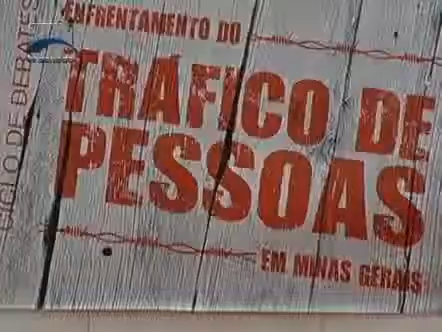 CICLO DE DEBATES
ENFRENTAMENTO DO
TRÁFICO DE
PESSOAS
EM MINAS GERAIS